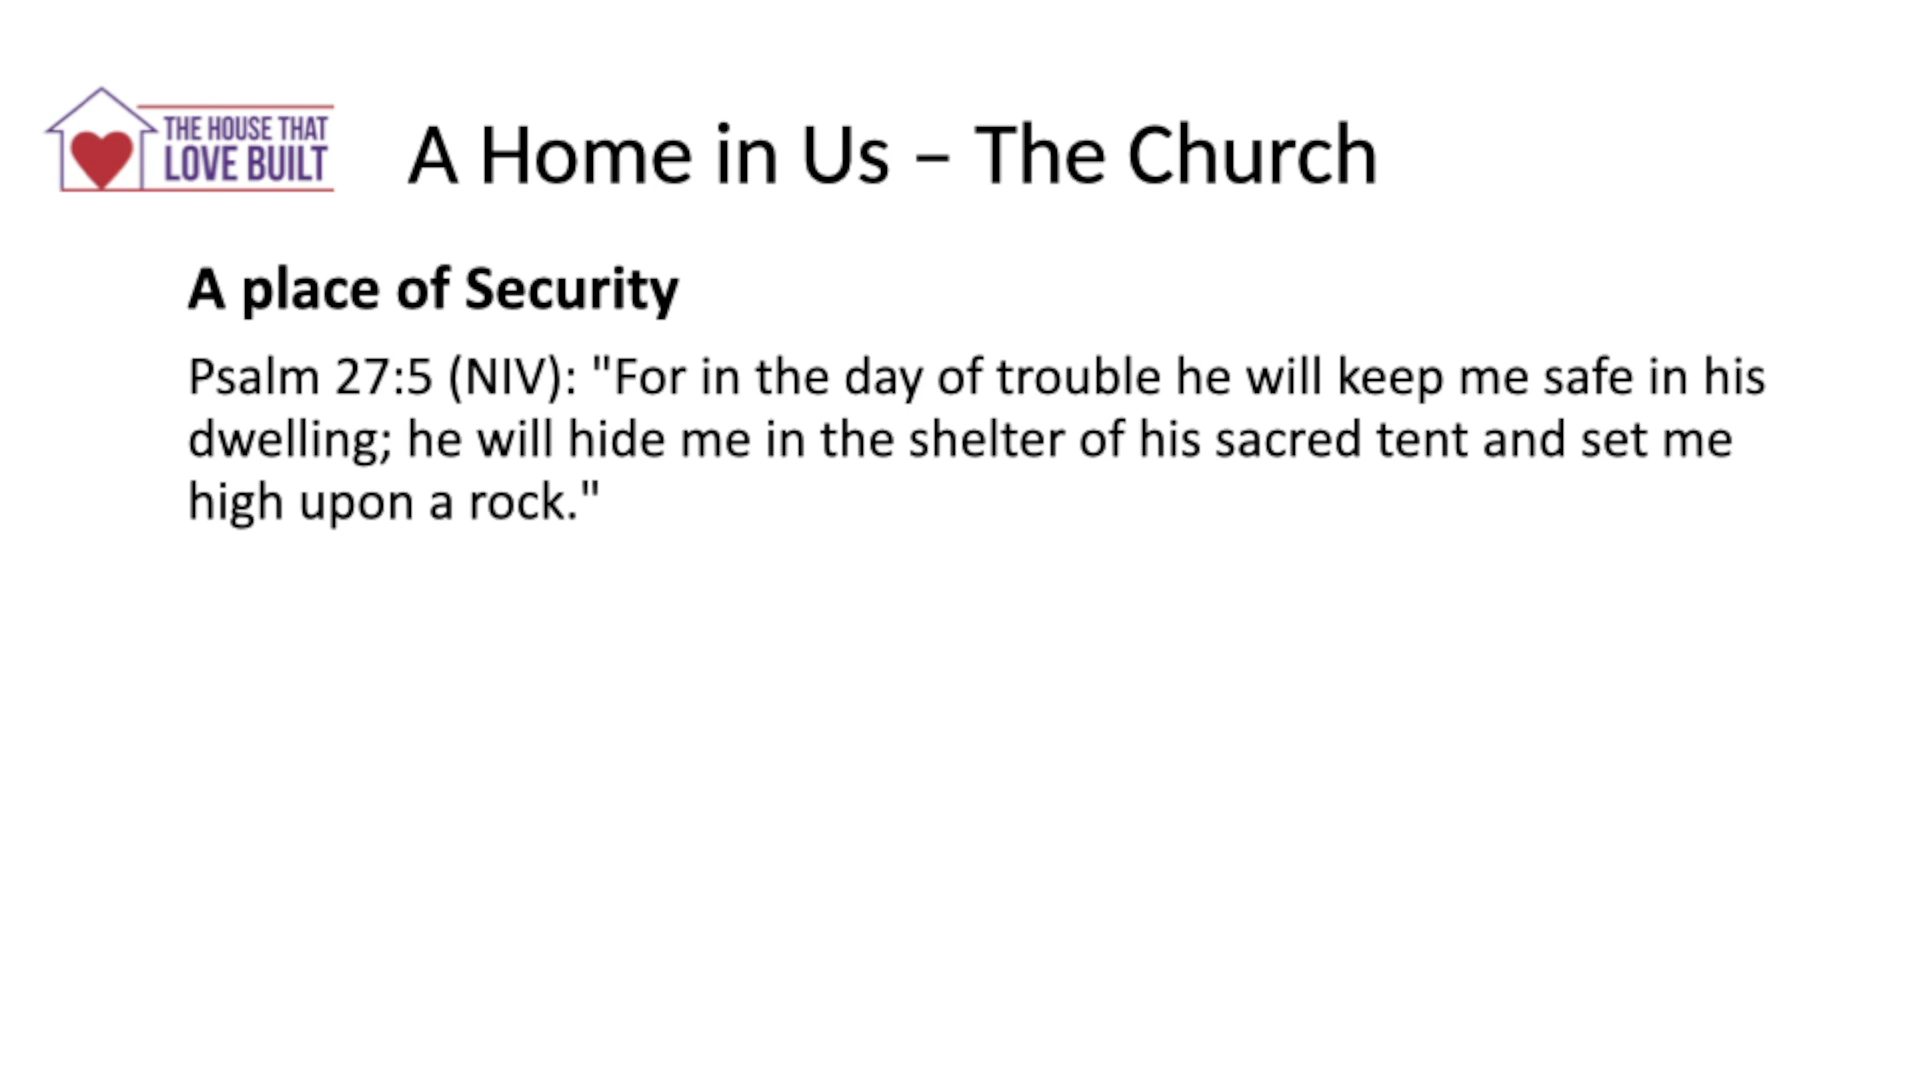 THE HOUSE THAT
LOVE BUILT
A Home in Us – The Church
A place of Security
Psalm 27:5 (NIV): "For in the day of trouble he will keep me safe in his
dwelling; he will hide me in the shelter of his sacred tent and set me
high upon a rock."